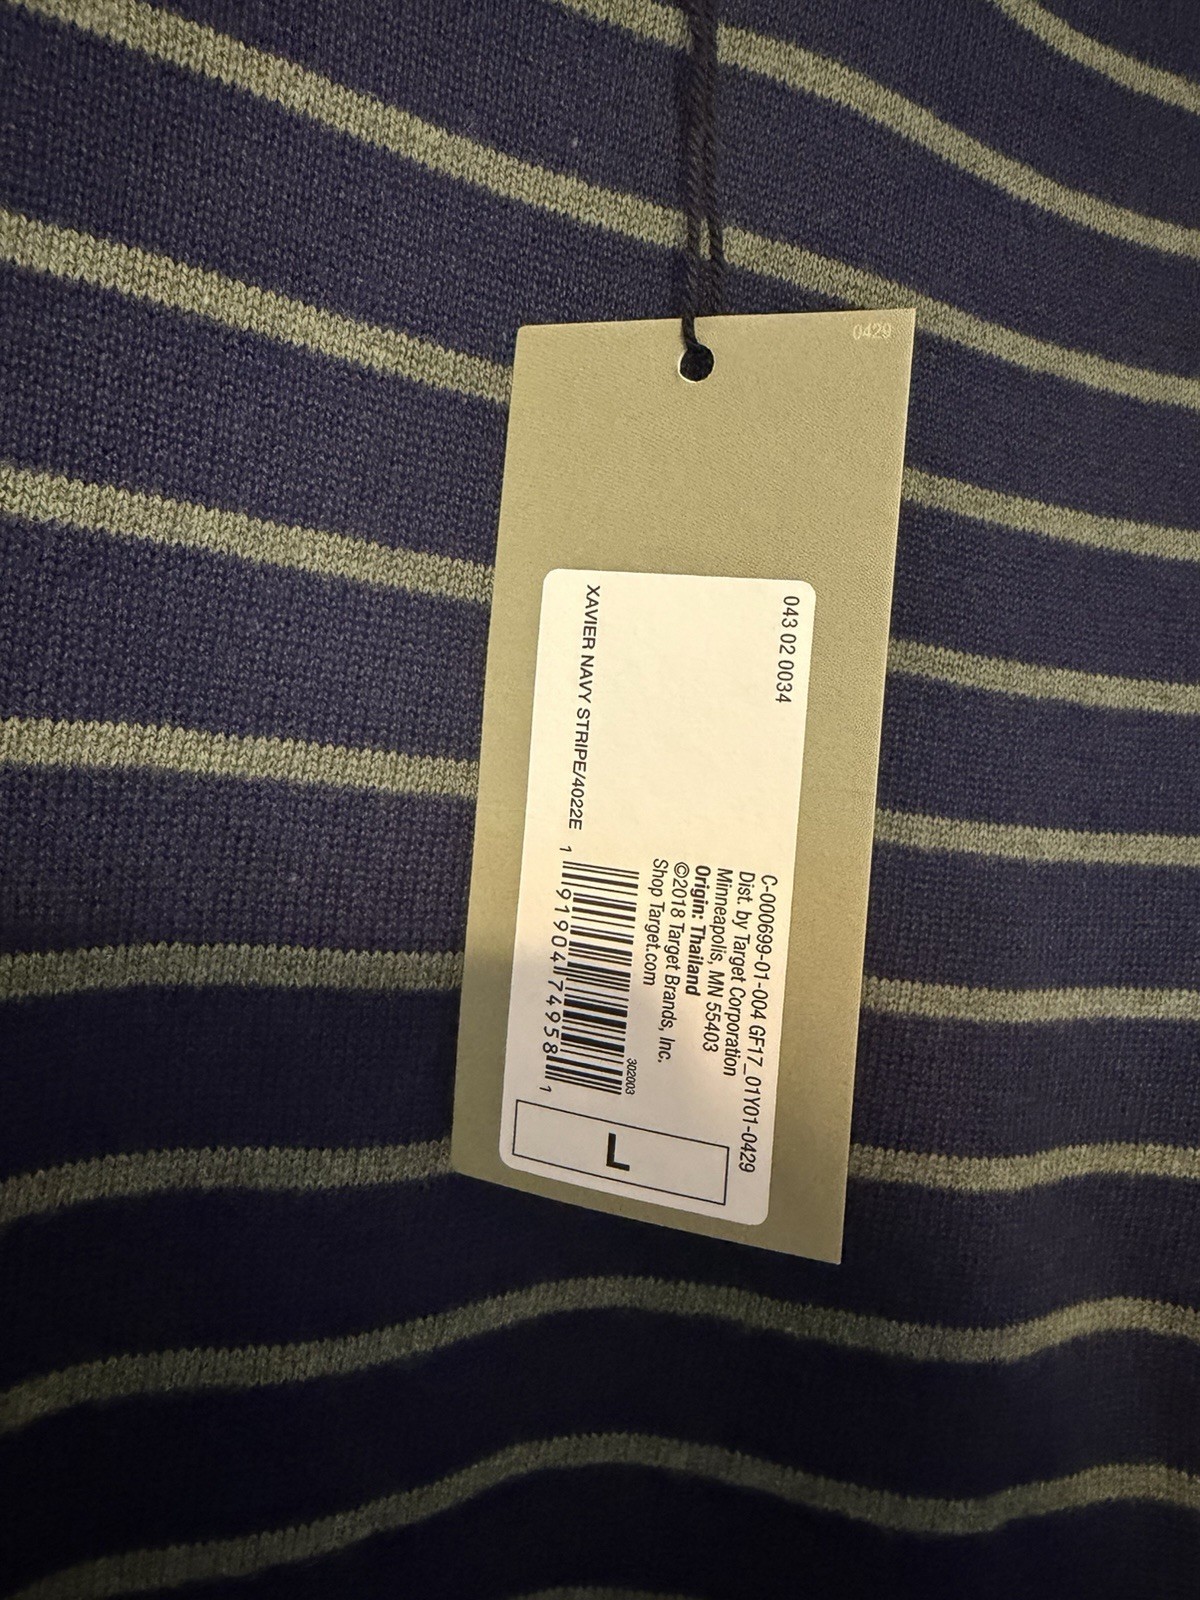 0429
043 02 0034
C-000699-01-004 GF17_01Y01-0429
Dist. by Target Corporation
Minneapolis, MN 55403
Origin: Thailand
©2018 Target Brands, Inc.
Shop Target.com
302003
XAVIER NAVY STRIPE/4022E
1 91904 74958 1
L